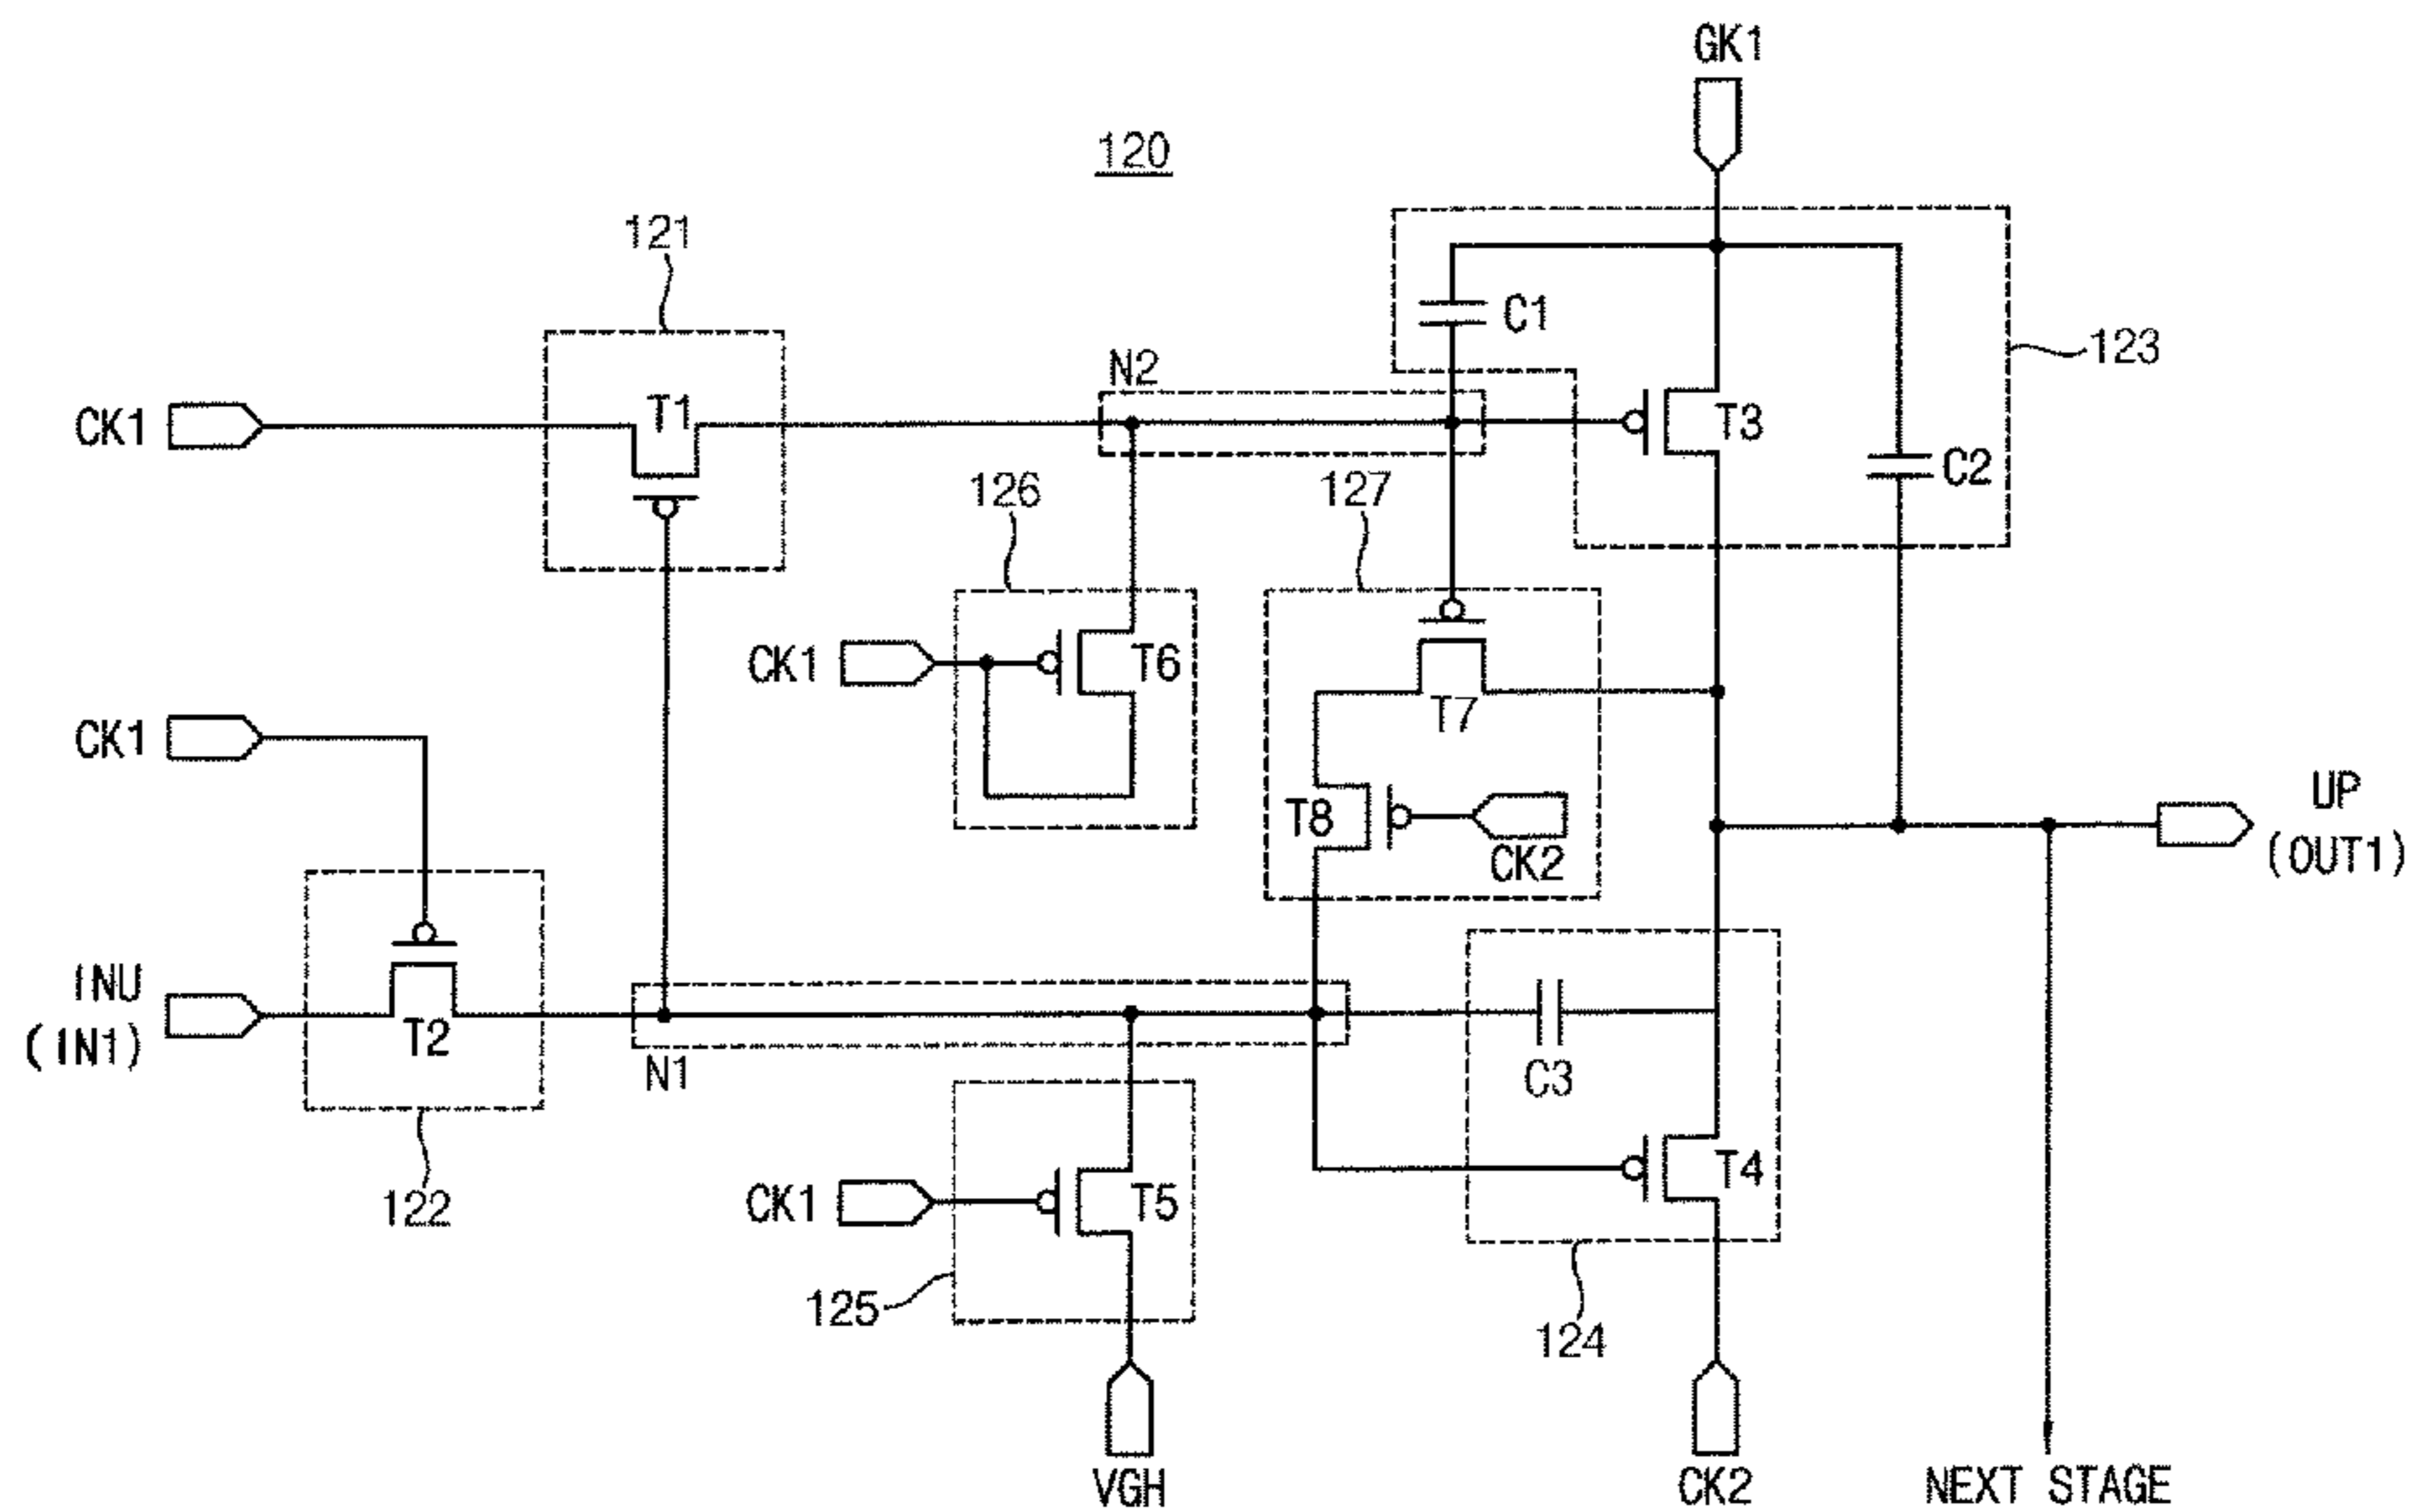 GK1
120
121
C1
123
N2
T1
CK1
T3
C2
126
127
CK1
T6
T7
CK1
UP
(OUT1)
T8
CK2
INU
(IN1)
T2
N1
C3
122
CK1
T5
T4
125
124
VGH
CK2
NEXT STAGE